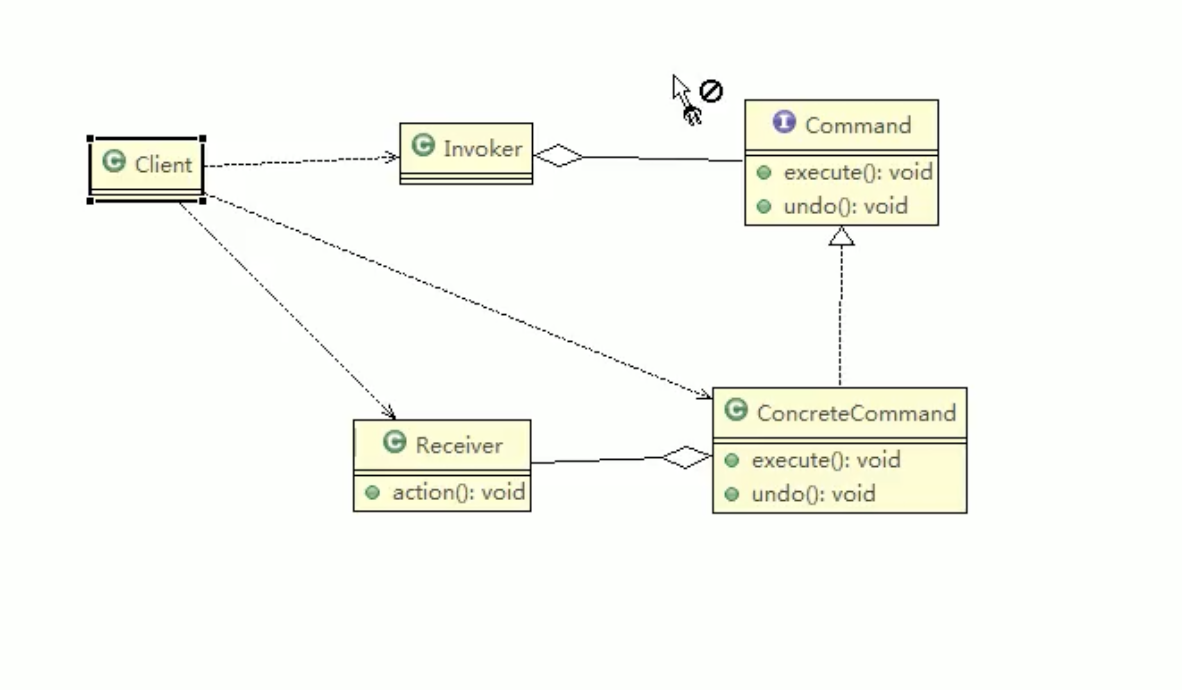 Client
Invoker
Command
execute(): void
undo(): void
Receiver
action(): void
ConcreteCommand
execute(): void
undo(): void